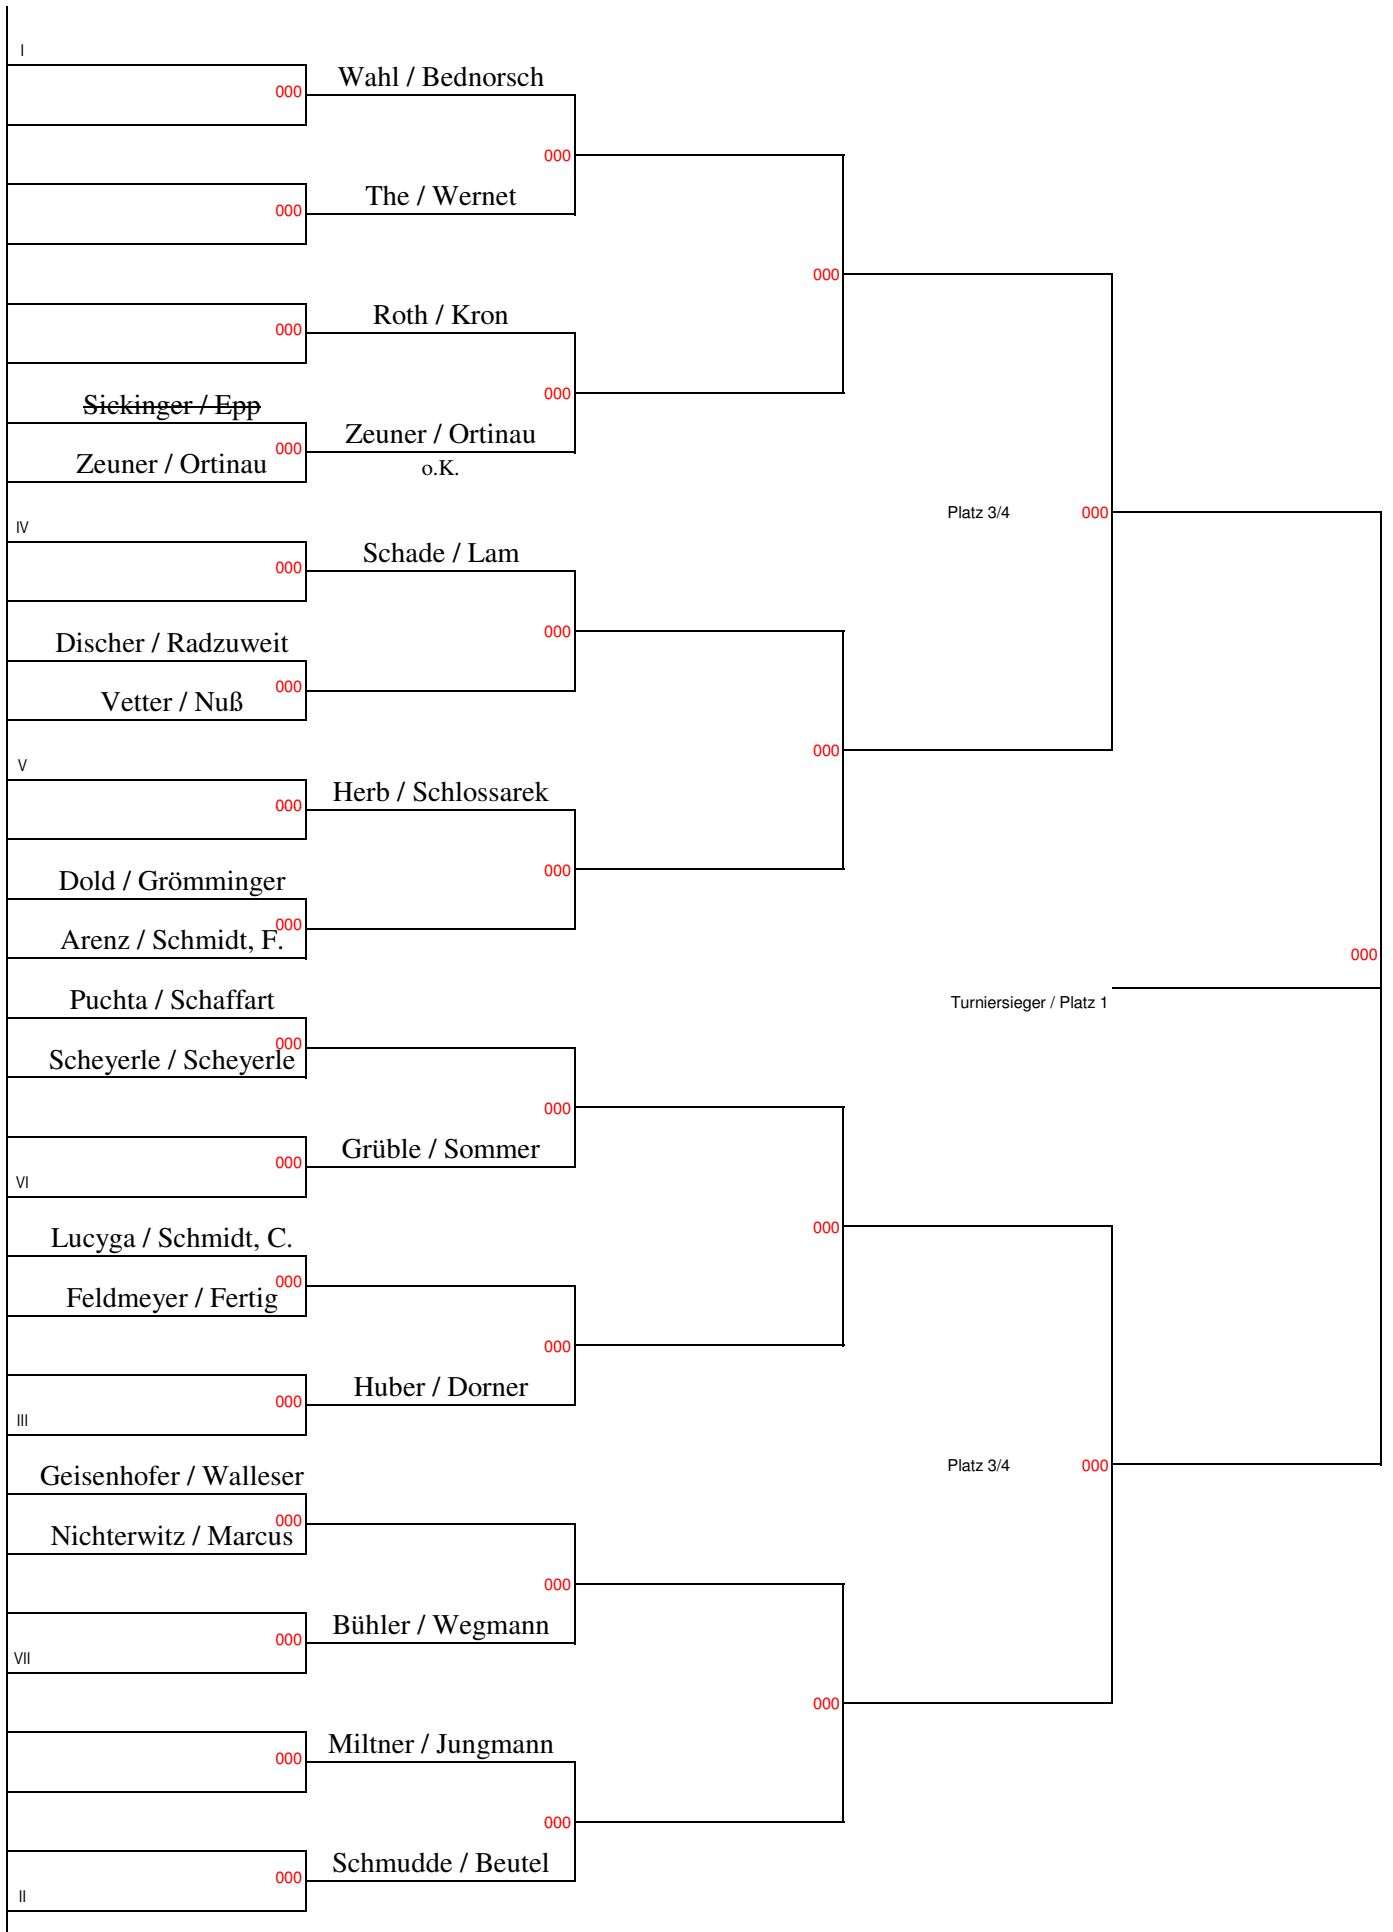 I
Wahl / Bednorsch
000
000
The / Wernet
000
000
Roth / Kron
000
Sickinger / Epp
000
Zeuner / Ortinau
000
Zeuner / Ortinau
o.K.
Platz 3/4
000
IV
Schade / Lam
000
000
Discher / Radzuweit
000
Vetter / Nuß
000
V
Herb / Schlossarek
000
000
Dold / Grömminger
000
Arenz / Schmidt, F.
000
Puchta / Schaffart
Turniersieger / Platz 1
000
Scheyerle / Scheyerle
000
Grüble / Sommer
000
VI
000
Lucyga / Schmidt, C.
000
Feldmeyer / Fertig
000
Huber / Dorner
000
III
Platz 3/4
000
Geisenhofer / Walleser
000
Nichterwitz / Marcus
000
Bühler / Wegmann
000
VII
000
Miltner / Jungmann
000
000
Schmudde / Beutel
000
II